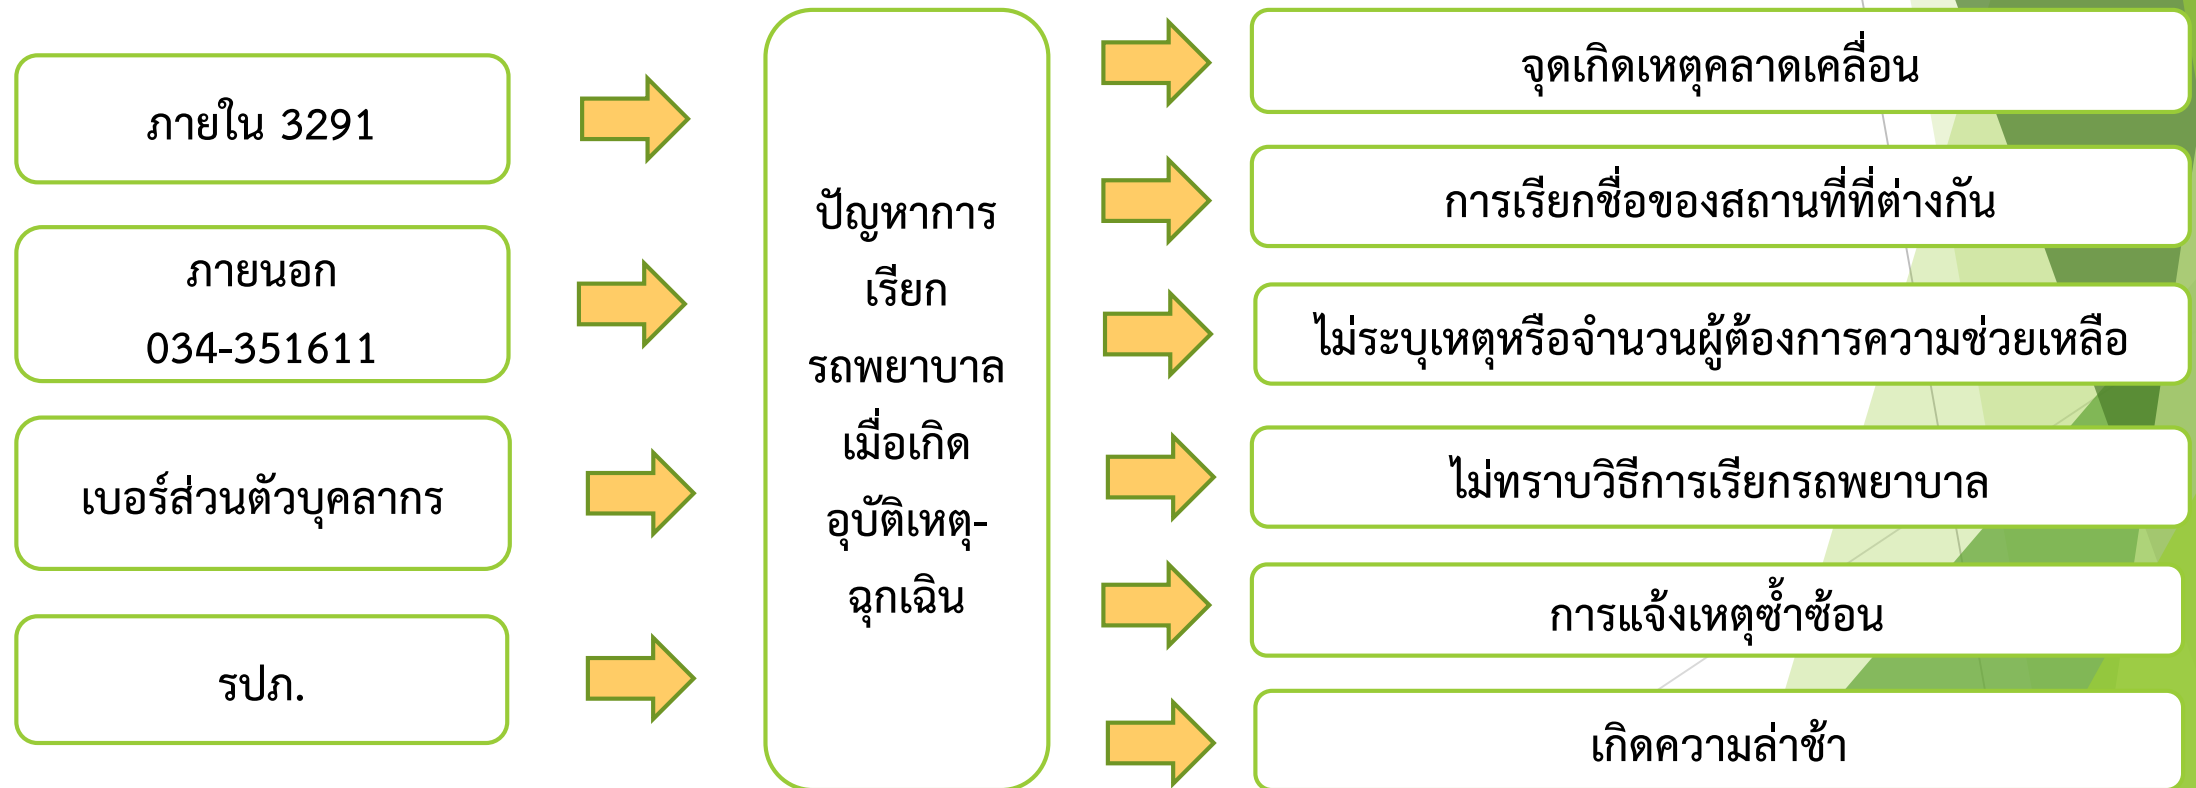 ภายใน 3291
ภายนอก
034-351611
เบอร์ส่วนตัวบุคลากร
รปภ.
ปัญหาการ
เรียก
รถพยาบาล
เมื่อเกิด
อุบัติเหตุ-
ฉุกเฉิน
จุดเกิดเหตุคลาดเคลื่อน
การเรียกชื่อของสถานที่ที่ต่างกัน
ไม่ระบุเหตุหรือจำนวนผู้ต้องการความช่วยเหลือ
ไม่ทราบวิธีการเรียกรถพยาบาล
การแจ้งเหตุซ้ำซ้อน
เกิดความล่าช้า